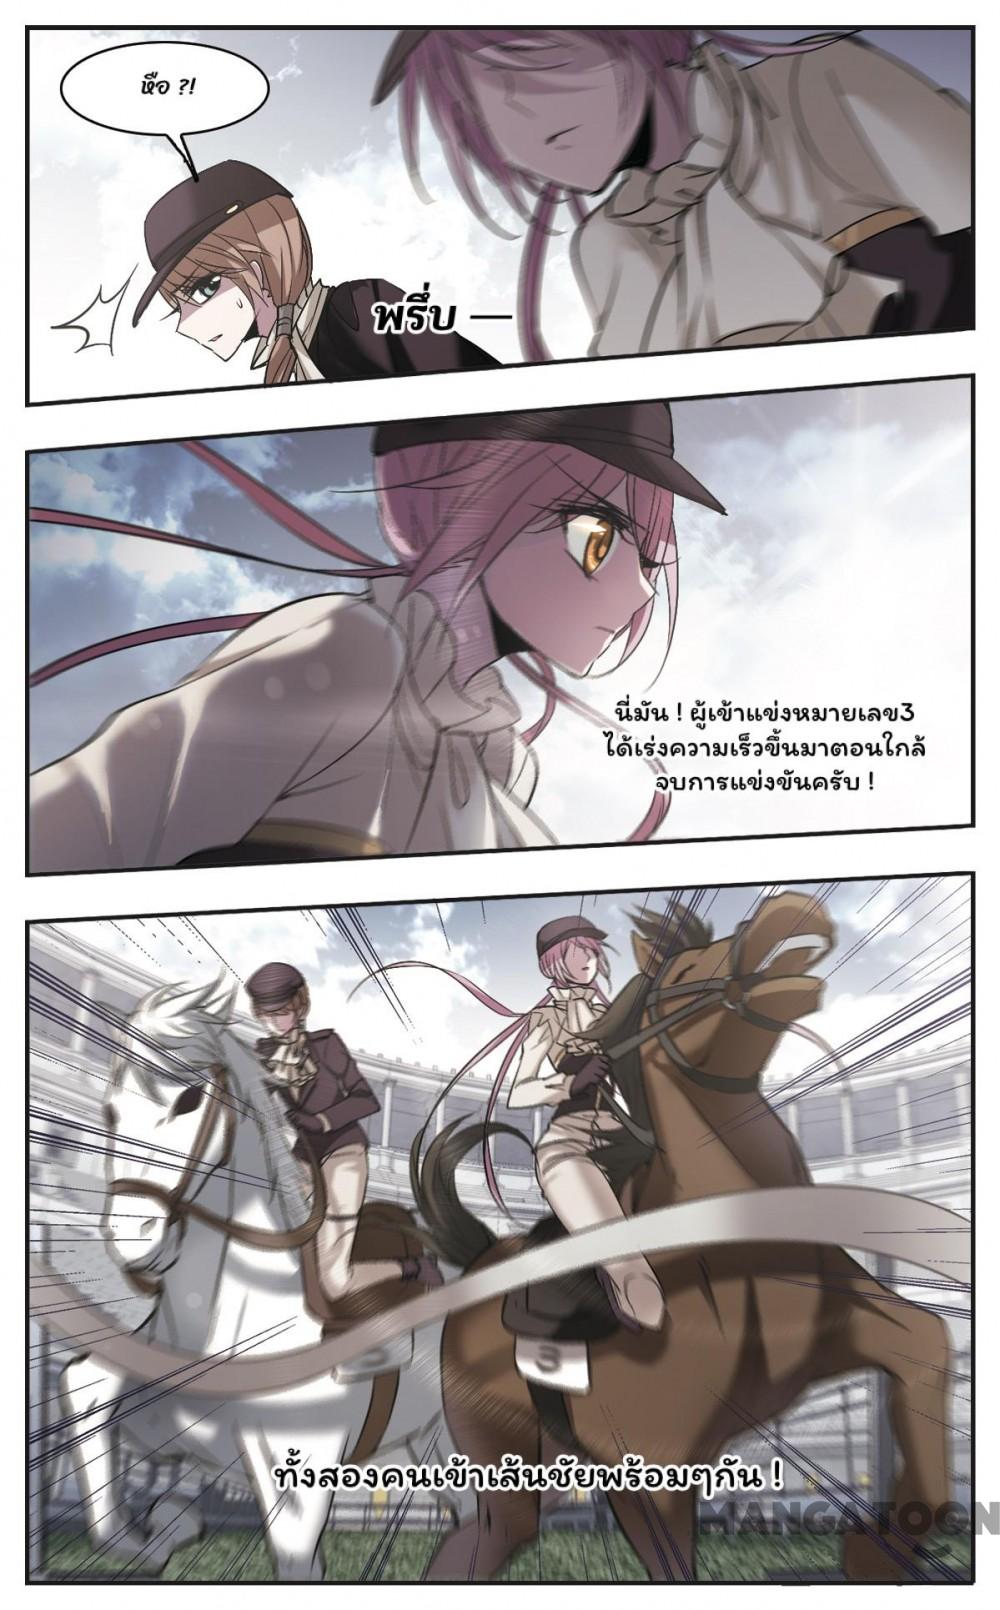 หือ ?!
พรึ่บ —
นี่มัน ! ผู้เข้าแข่งหมายเลข3
ได้เร่งความเร็วขึ้นมาตอนใกล้
จบการแข่งขันครับ !
3
ทั้งสองคนเข้าเส้นชัยพร้อมๆกัน !
MANGATOON